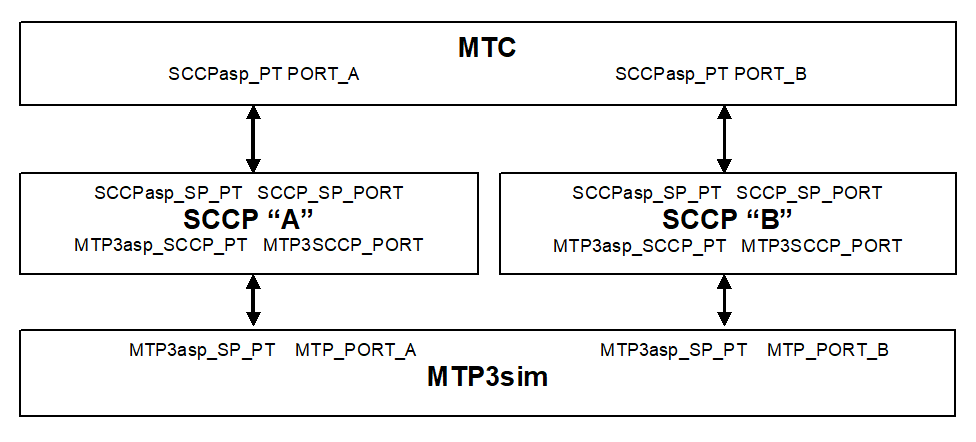 MTC
SCCPasp_PT PORT_A SCCPasp_PT PORT_B
SCCPasp_SP_PT SCCP_SP_PORT
SCCP “A”
MTP3asp_SCCP_PT MTP3SCCP_PORT
SCCPasp_SP_PT SCCP_SP_PORT
SCCP “B”
MTP3asp_SCCP_PT MTP3SCCP_PORT
MTP3asp_SP_PT MTP_PORT_A MTP3asp_SP_PT MTP_PORT_B
MTP3sim